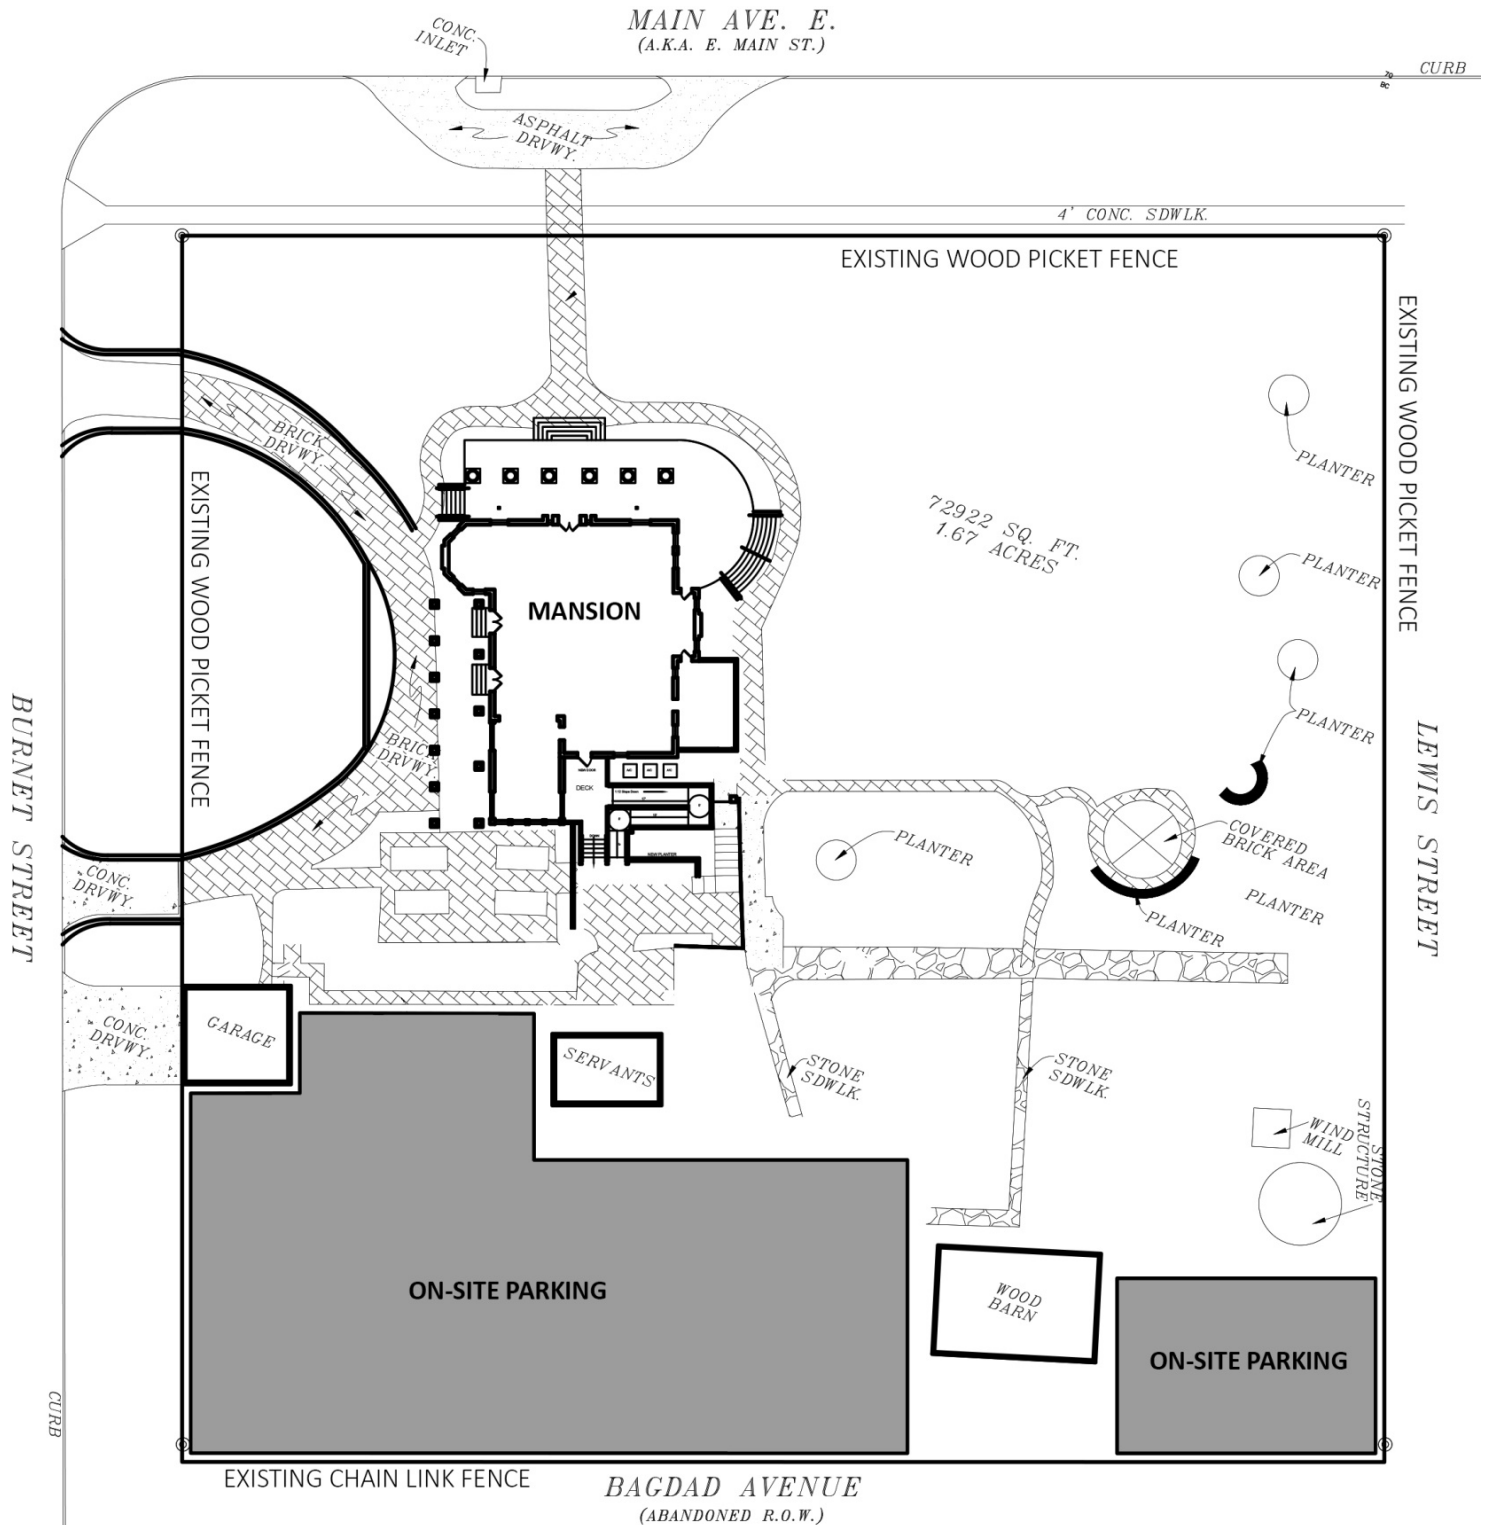 MAIN AVE. E.
(A.K.A. E. MAIN ST.)
CONC.
INLET
CURB
ASPHALT
DRVWY.
4' CONC. SDWLK.
EXISTING WOOD PICKET FENCE
EXISTING WOOD PICKET FENCE
BRICK
DRVWY.
PLANTER
EXISTING WOOD PICKET FENCE
72922 SQ. FT.
1.67 ACRES
PLANTER
MANSION
PLANTER
BURNET STREET
LEWIS STREET
BRICK
DRVWY.
DECK
PLANTER
COVERED
BRICK AREA
CONC.
DRVWY.
PLANTER
PLANTER
NEW PLANTER
GARAGE
CONC.
DRVWY.
SERVANTS
STONE
SDWLK.
STONE
SDWLK.
WIND
MILL
STONE
STRUCTURE
ON-SITE PARKING
WOOD
BARN
ON-SITE PARKING
CURB
EXISTING CHAIN LINK FENCE
BAGDAD AVENUE
(ABANDONED R.O.W.)